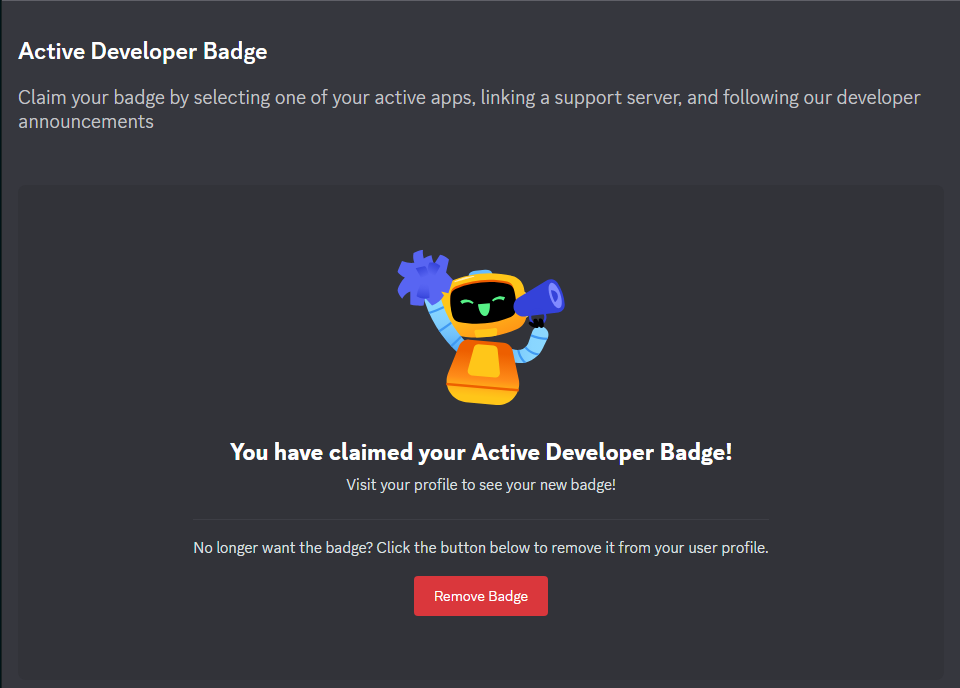 Active Developer Badge
Claim your badge by selecting one of your active apps, linking a support server, and following our developer
announcements
You have claimed your Active Developer Badge!
Visit your profile to see your new badge!
No longer want the badge? Click the button below to remove it from your user profile.
Remove Badge